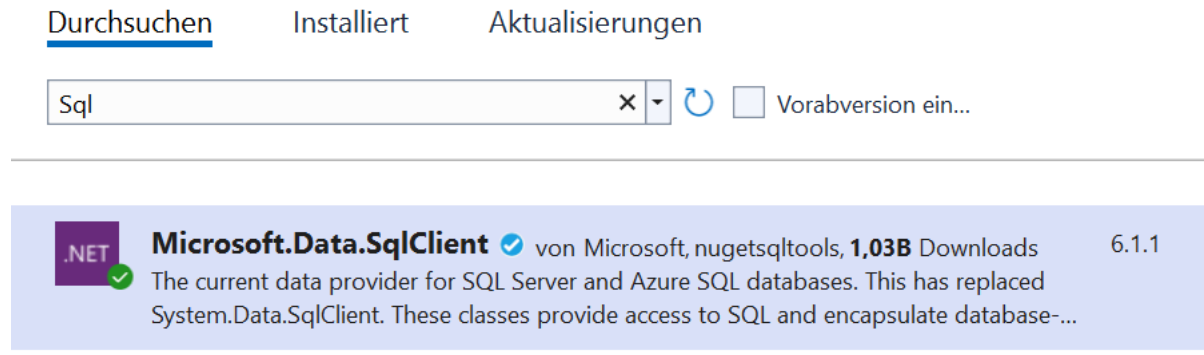 Durchsuchen Installiert Aktualisierungen
Sql Vorabversion ein...
.NET Microsoft.Data.SqlClient von Microsoft, nugetsqltools, 1,03B Downloads 6.1.1
The current data provider for SQL Server and Azure SQL databases. This has replaced
System.Data.SqlClient. These classes provide access to SQL and encapsulate database-...